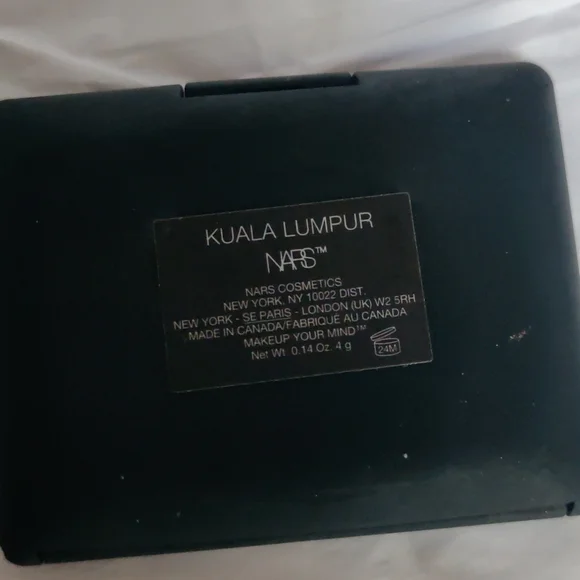 KUALA LUMPUR
NARS™
NARS COSMETICS
NEW YORK, NY 10022 DIST.
NEW YORK - SE PARIS - LONDON (UK) W2 5RH
MADE IN CANADA/FABRIQUE AU CANADA
MAKEUP YOUR MIND™
Net Wt. 0.14 Oz. 4 g
24M